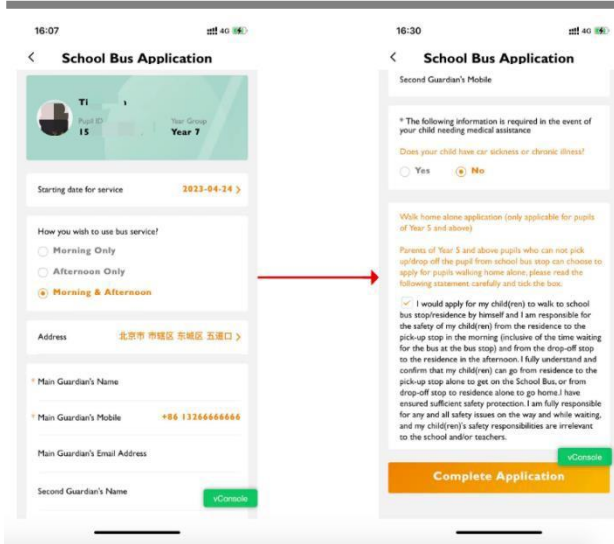 16:07
4G
School Bus Application
Ti
Pupil ID
Year Group
15
Year 7
Starting date for service
2023-04-24 >
How you wish to use bus service?
Morning Only
Afternoon Only
Morning & Afternoon
Address
北京市 市辖区 东城区 五道口 >
* Main Guardian's Name
* Main Guardian's Mobile
+86 13266666666
Main Guardian's Email Address
Second Guardian's Name
vConsole
16:30
4G
School Bus Application
Second Guardian's Mobile
* The following information is required in the event of
your child needing medical assistance
Does your child have car sickness or chronic illness?
Yes
No
Walk home alone application (only applicable for pupils
of Year 5 and above)
Parents of Year 5 and above pupils who can not pick
up/drop off the pupil from school bus stop can choose to
apply for pupils walking home alone, please read the
following statement carefully and tick the box.
I would apply for my child(ren) to walk to school
bus stop/residence by himself and I am responsible for
the safety of my child(ren) from the residence to the
pick-up stop in the morning (inclusive of the time waiting
for the bus at the bus stop) and from the drop-off stop
to the residence in the afternoon. I fully understand and
confirm that my child(ren) can go from residence to the
pick-up stop alone to get on the School Bus, or from
drop-off stop to residence alone to go home.I have
ensured sufficient safety protection. I am fully responsible
for any and all safety issues on the way and while waiting,
and my child(ren)'s safety responsibilities are irrelevant
to the school and/or teachers.
vConsole
Complete Application